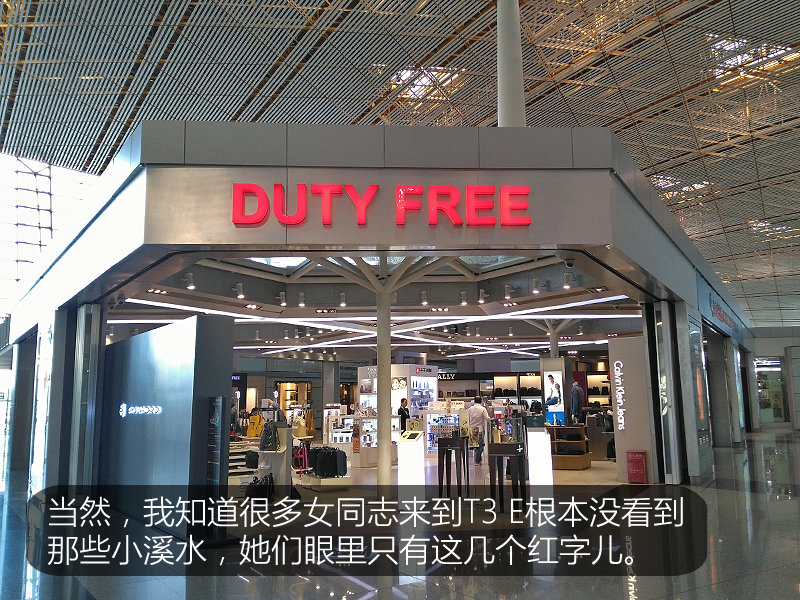 DUTY FREE
BALLY
Calvin Klein Jeans
当然，我知道很多女同志来到T3 E根本没看到
那些小溪水，她们眼里只有这几个红字儿。